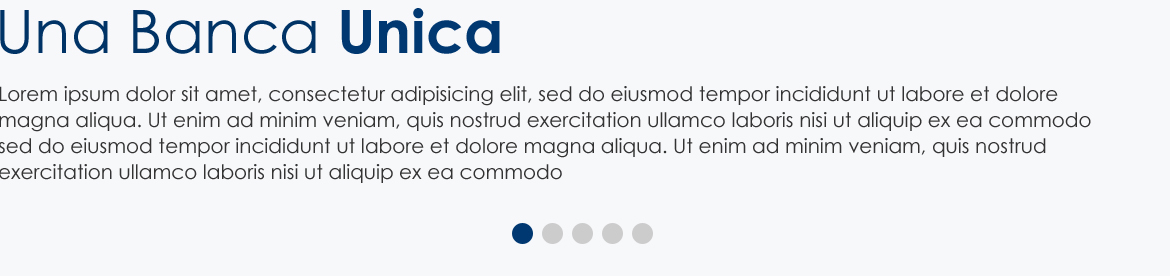 Una Banca Unica
Lorem ipsum dolor sit amet, consectetur adipisicing elit, sed do eiusmod tempor incididunt ut labore et dolore
magna aliqua. Ut enim ad minim veniam, quis nostrud exercitation ullamco laboris nisi ut aliquip ex ea commodo
sed do eiusmod tempor incididunt ut labore et dolore magna aliqua. Ut enim ad minim veniam, quis nostrud
exercitation ullamco laboris nisi ut aliquip ex ea commodo